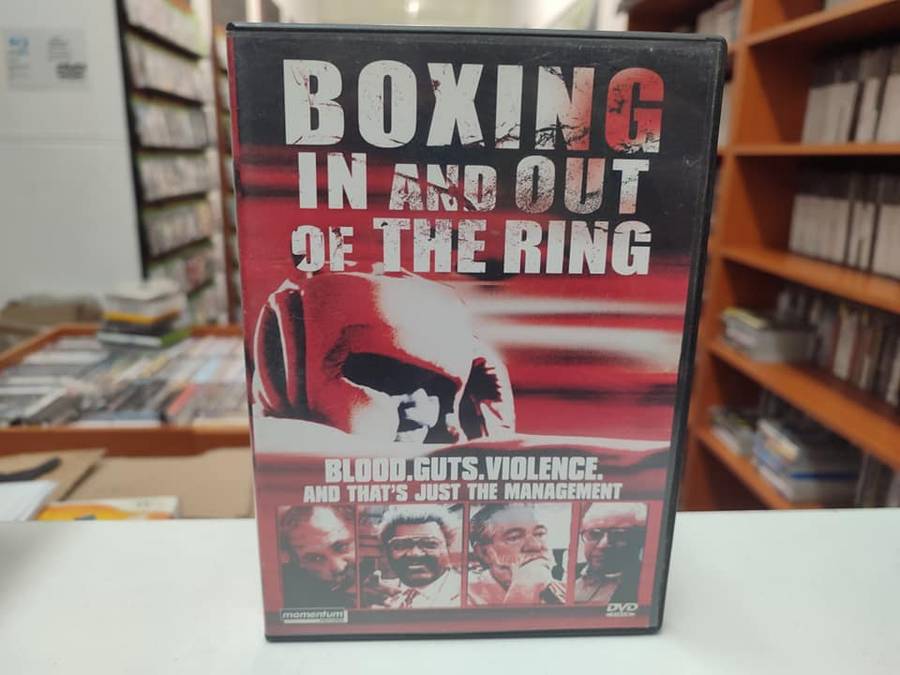 BOXING
IN AND OUT
OF THE RING
BLOOD.GUTS.VIOLENCE.
AND THAT'S JUST THE MANAGEMENT
momentum
DVD